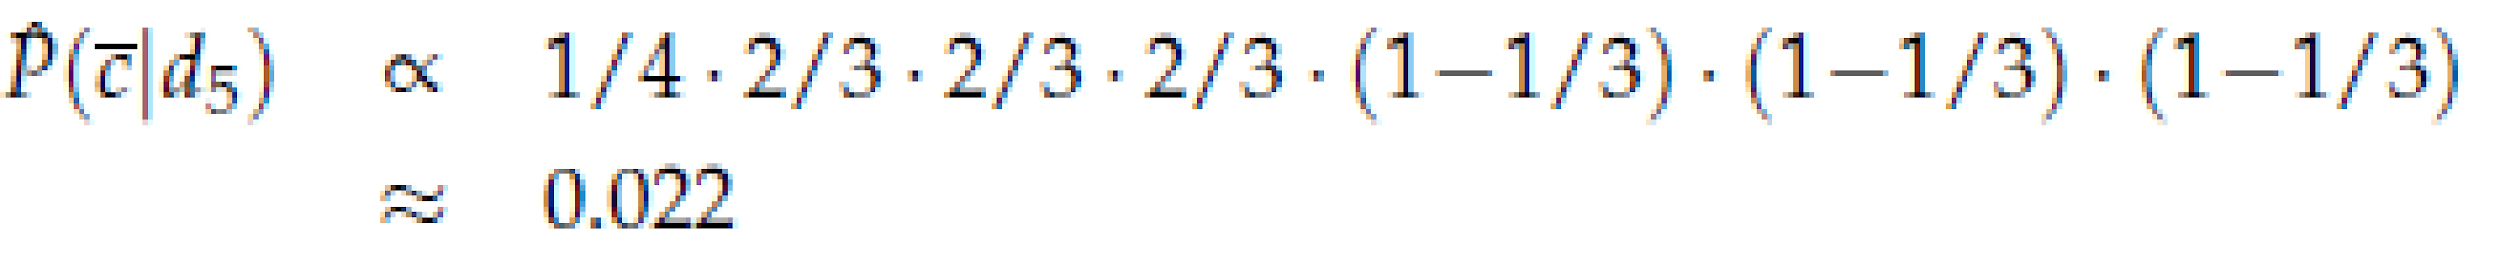 P̂(c̅|d₅) ∝ 1/4 · 2/3 · 2/3 · 2/3 · (1−1/3) · (1−1/3) · (1−1/3)
≈ 0.022